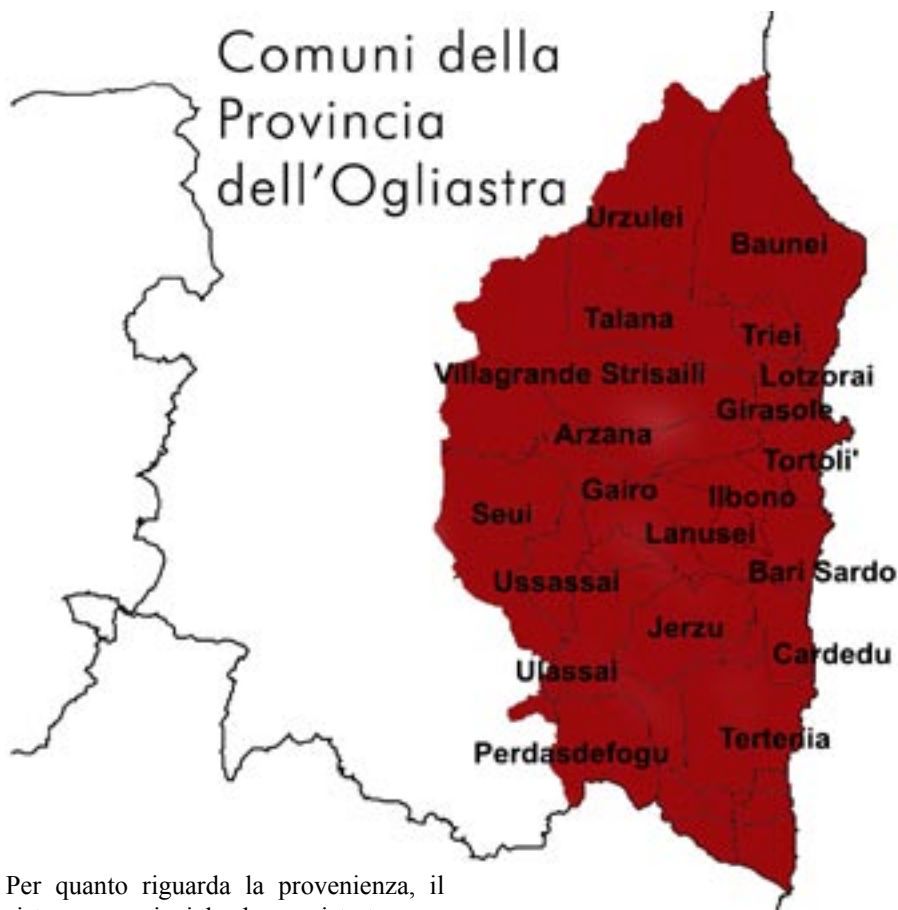 Comuni della
Provincia
dell'Ogliastra
Urzulei
Baunei
Talana
Triei
Villagrande Strisaili
Lotzorai
Girasole
Arzana
Tortoli'
Gairo
Ilbono
Seui
Lanusei
Ussassai
Bari Sardo
Jerzu
Cardedu
Ulassai
Tertenia
Perdasdefogu
Per quanto riguarda la provenienza, il